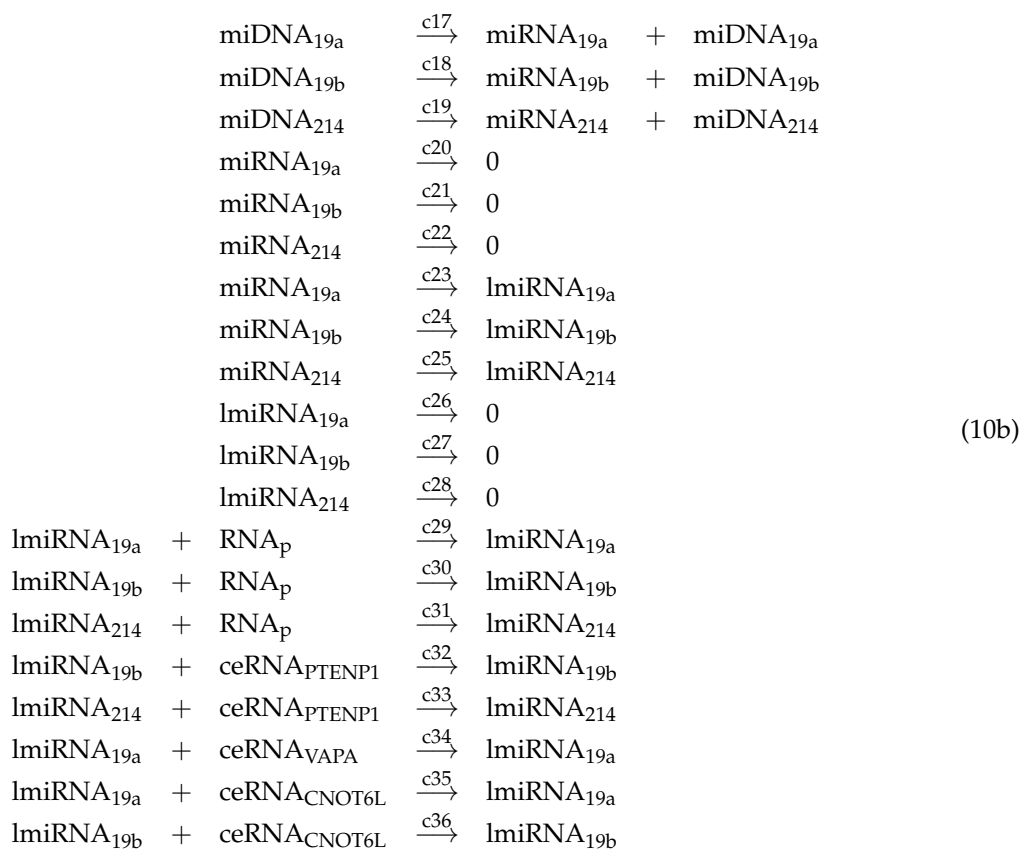 miDNA19a c17→ miRNA19a + miDNA19a
miDNA19b c18→ miRNA19b + miDNA19b
miDNA214 c19→ miRNA214 + miDNA214
miRNA19a c20→ 0
miRNA19b c21→ 0
miRNA214 c22→ 0
miRNA19a c23→ lmiRNA19a
miRNA19b c24→ lmiRNA19b
miRNA214 c25→ lmiRNA214
lmiRNA19a c26→ 0
lmiRNA19b c27→ 0
(10b)
lmiRNA214 c28→ 0
lmiRNA19a + RNAp c29→ lmiRNA19a
lmiRNA19b + RNAp c30→ lmiRNA19b
lmiRNA214 + RNAp c31→ lmiRNA214
lmiRNA19b + ceRNAPTENP1 c32→ lmiRNA19b
lmiRNA214 + ceRNAPTENP1 c33→ lmiRNA214
lmiRNA19a + ceRNAVAPA c34→ lmiRNA19a
lmiRNA19a + ceRNACNOT6L c35→ lmiRNA19a
lmiRNA19b + ceRNACNOT6L c36→ lmiRNA19b